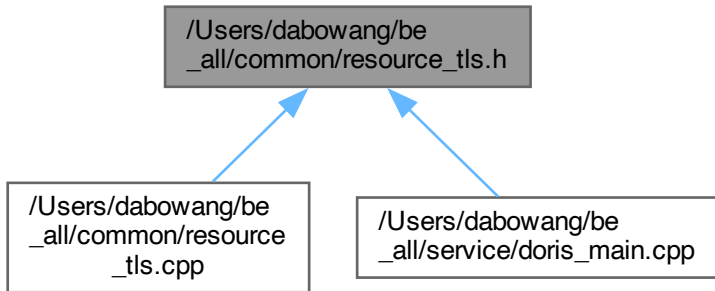 /Users/dabowang/be
_all/common/resource_tls.h
/Users/dabowang/be
_all/common/resource
_tls.cpp
/Users/dabowang/be
_all/service/doris_main.cpp